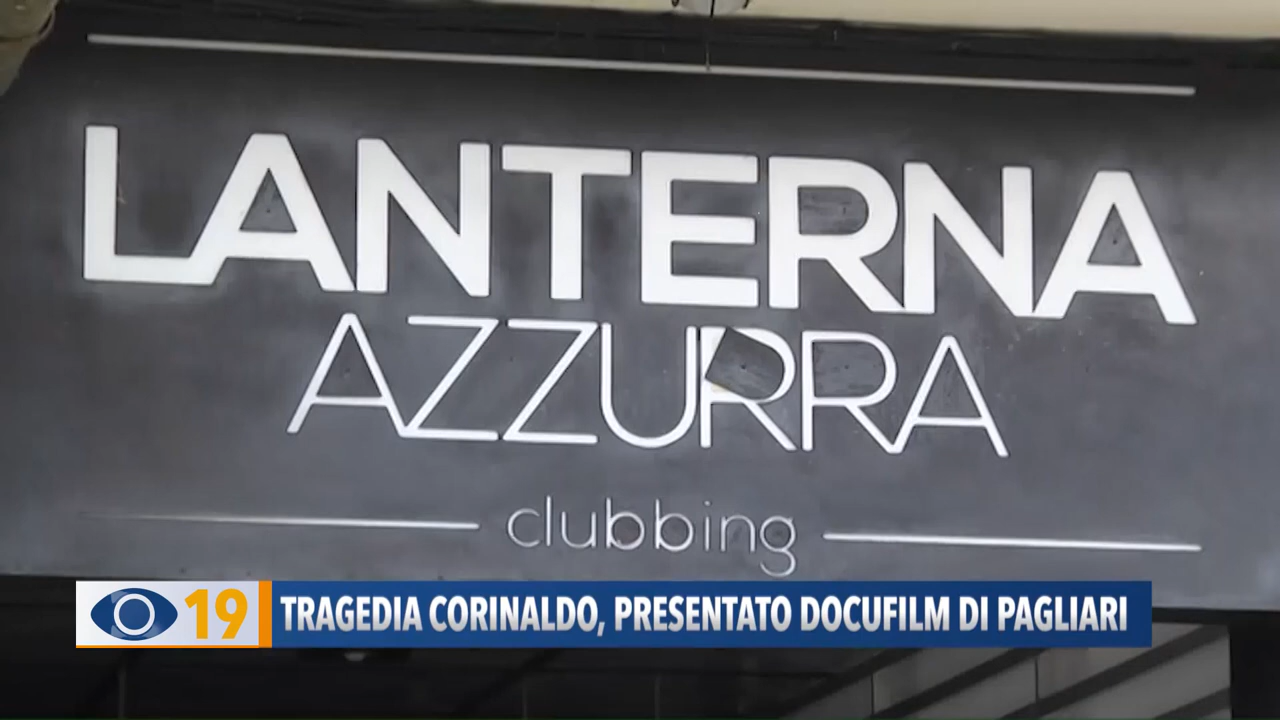 LANTERNA
AZZURRA
clubbing
19
TRAGEDIA CORINALDO, PRESENTATO DOCUFILM DI PAGLIARI